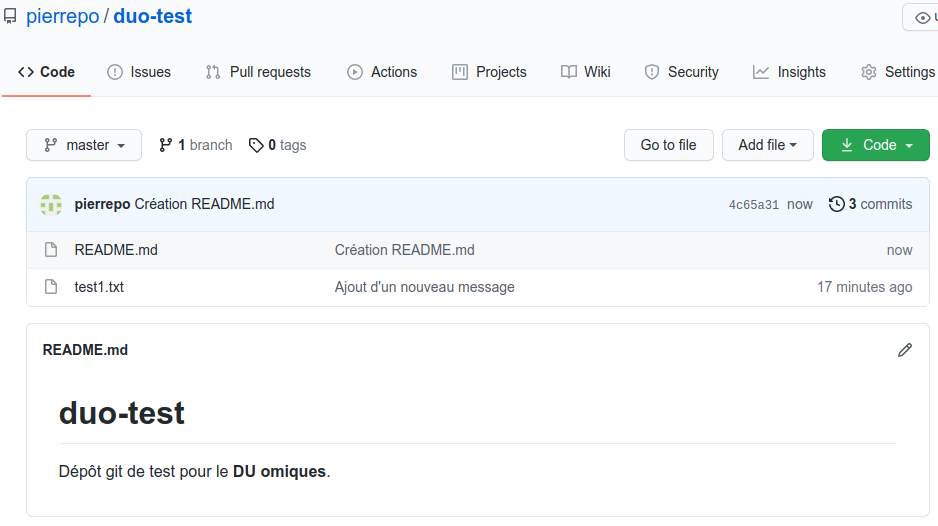 pierrepo / duo-test
Code Issues Pull requests Actions Projects Wiki Security Insights Settings
master 1 branch 0 tags Go to file Add file Code
pierrepo Création README.md 4c65a31 now 3 commits
README.md Création README.md now
test1.txt Ajout d'un nouveau message 17 minutes ago
README.md
duo-test
Dépôt git de test pour le DU omiques.